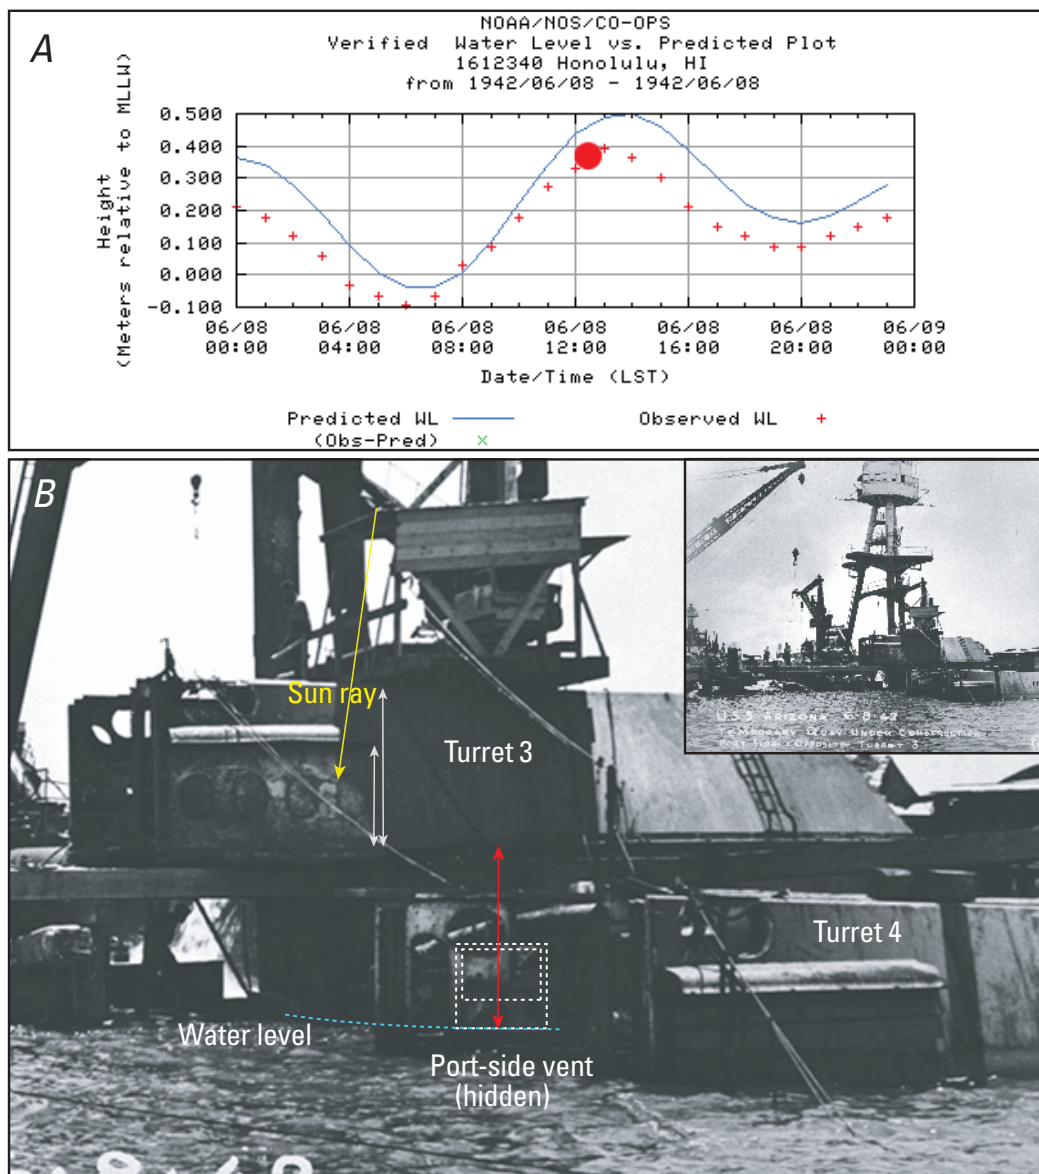 A
NOAA/NOS/CO-OPS
Verified Water Level vs. Predicted Plot
1612340 Honolulu, HI
from 1942/06/08 - 1942/06/08
Height
(Meters relative to MLLW)
0.500
0.400
0.300
0.200
0.100
0.000
-0.100
06/08 06/08 06/08 06/08 06/08 06/08 06/09
00:00 04:00 08:00 12:00 16:00 20:00 00:00
Date/Time (LST)
Predicted WL Observed WL
(Obs-Pred)
B
U.S.S. ARIZONA 6-8-42
TEMPORARY QUAY UNDER CONSTRUCTION
PORT SIDE - OPPOSITE TURRET 3
Sun ray
Turret 3
Turret 4
Water level
Port-side vent
(hidden)